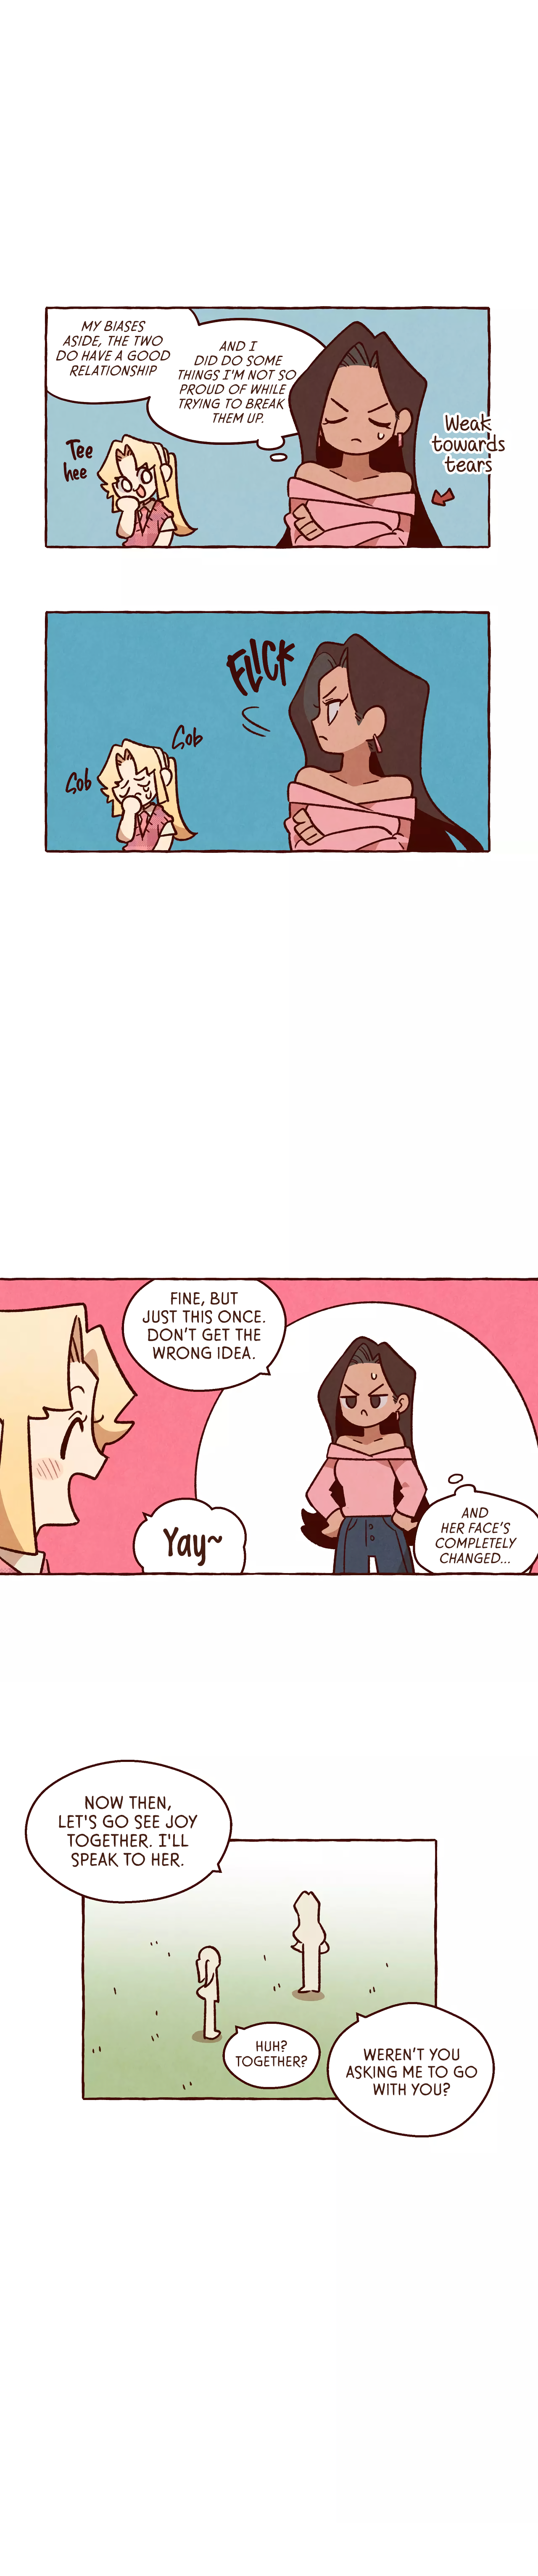 MY BIASES
ASIDE, THE TWO
DO HAVE A GOOD
RELATIONSHIP
AND I
DID DO SOME
THINGS I'M NOT SO
PROUD OF WHILE
TRYING TO BREAK
THEM UP.
Tee
hee
Weak
towards
tears
FLICK
Sob
Sob
FINE, BUT
JUST THIS ONCE.
DON'T GET THE
WRONG IDEA.
Yay~
AND
HER FACE'S
COMPLETELY
CHANGED...
NOW THEN,
LET'S GO SEE JOY
TOGETHER. I'LL
SPEAK TO HER.
HUH?
TOGETHER?
WEREN'T YOU
ASKING ME TO GO
WITH YOU?